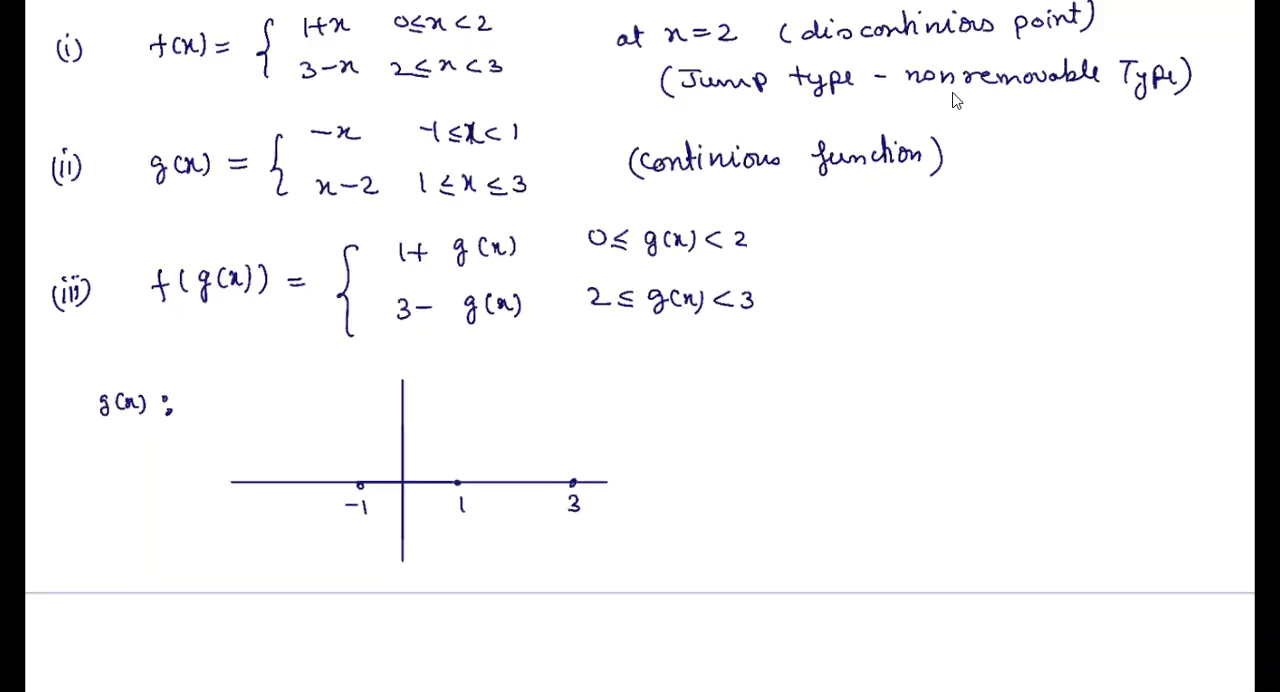 (i) f(x) = { 1+x 0≤x<2 at x=2 (discontinious point)
3-x 2≤x<3 (Jump type - nonremovable Type)
(ii) g(x) = { -x -1≤x<1 (continious function)
x-2 1≤x≤3
(iii) f(g(x)) = { 1+ g(x) 0≤ g(x) < 2
3- g(x) 2≤ g(x) < 3
g(x) :
-1 1 3